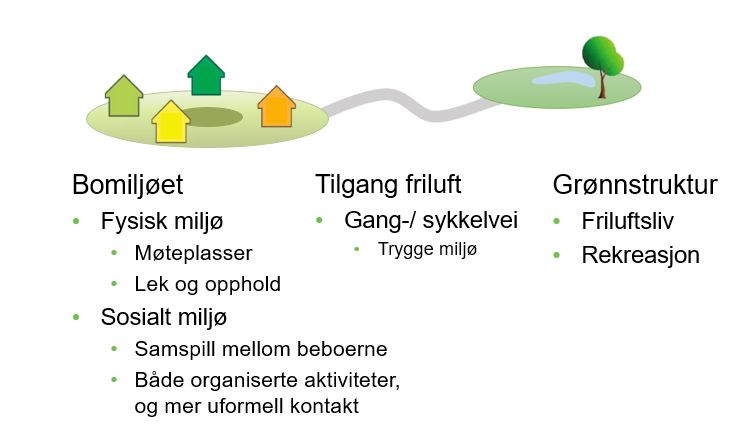 Bomiljøet
• Fysisk miljø
• Møteplasser
• Lek og opphold
• Sosialt miljø
• Samspill mellom beboerne
• Både organiserte aktiviteter,
og mer uformell kontakt
Tilgang friluft
• Gang-/ sykkelvei
• Trygge miljø
Grønnstruktur
• Friluftsliv
• Rekreasjon